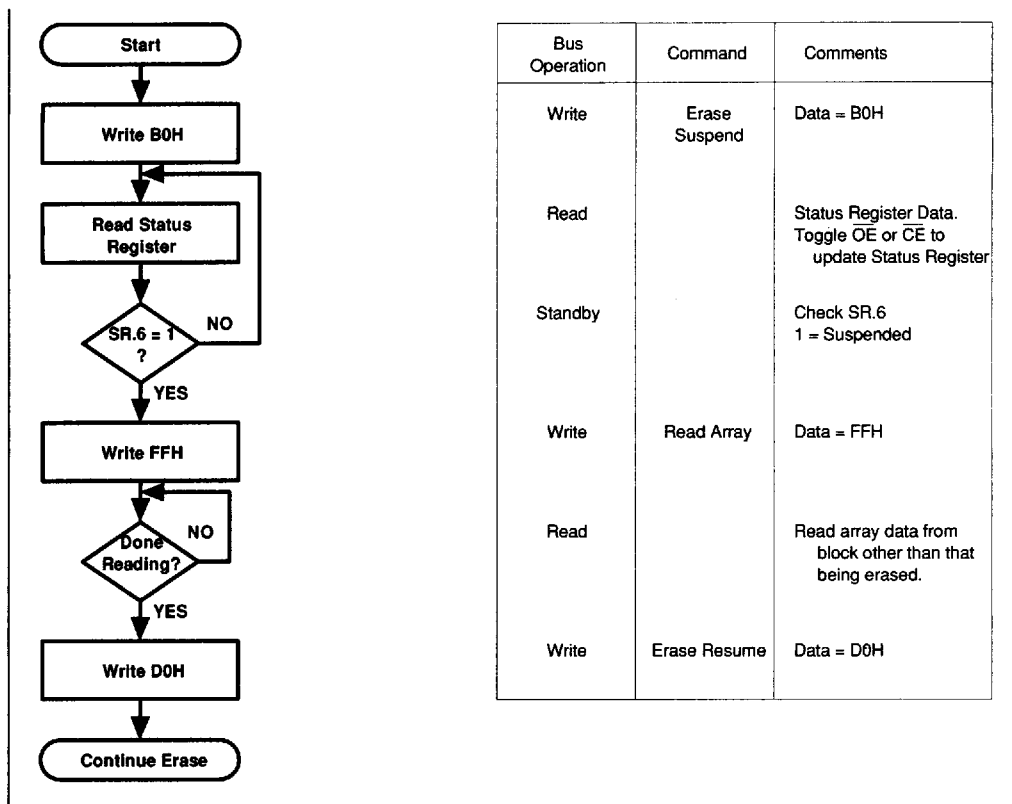 Start
Write B0H
Read Status
Register
SR.6 = 1
?
NO
YES
Write FFH
Done
Reading?
NO
YES
Write D0H
Continue Erase
Bus
Operation
Command
Comments
Write
Erase
Suspend
Data = B0H
Read
Status Register Data.
Toggle O̅E̅ or C̅E̅ to
update Status Register
Standby
Check SR.6
1 = Suspended
Write
Read Array
Data = FFH
Read
Read array data from
block other than that
being erased.
Write
Erase Resume
Data = D0H